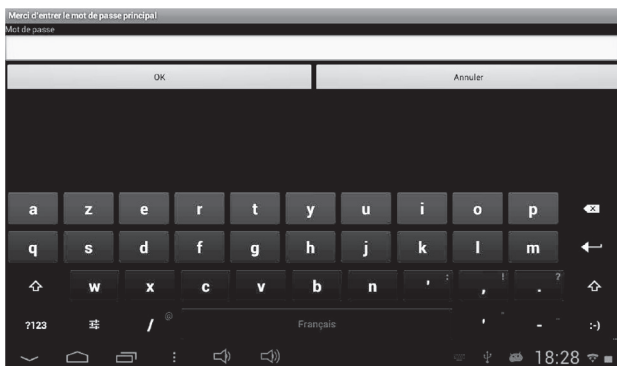 Merci d'entrer le mot de passe principal
Mot de passe
OK Annuler
a z e r t y u i o p
q s d f g h j k l m
w x c v b n ' : , ! . ?
?123 / @ Français ' - :-)
18:28